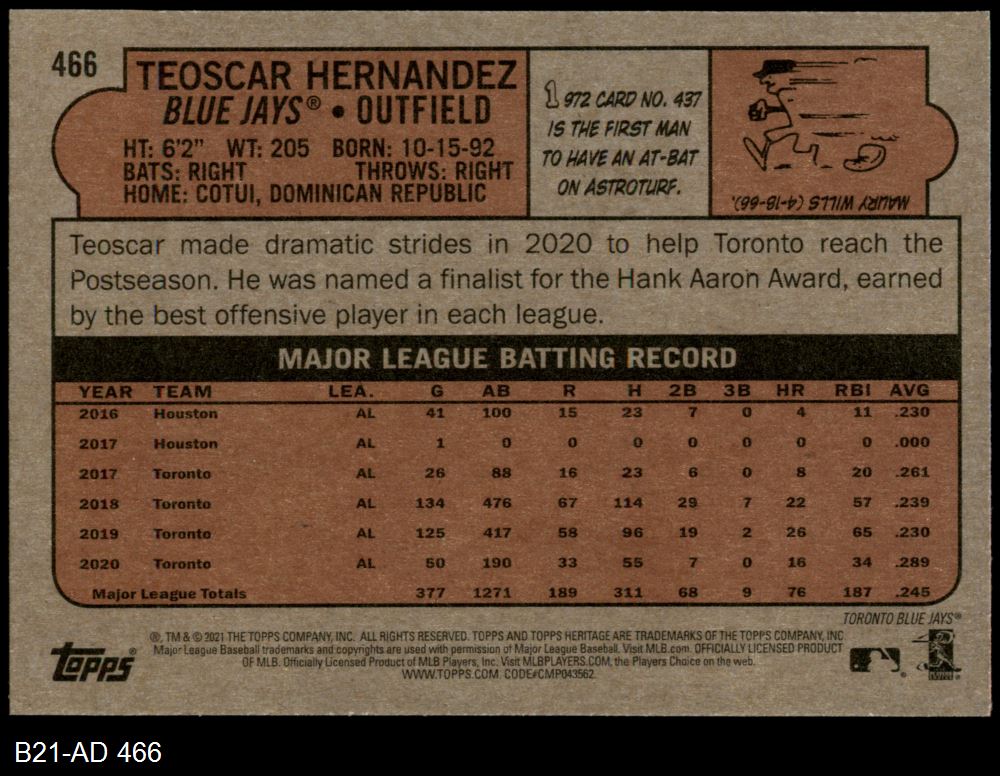 466
TEOSCAR HERNANDEZ
BLUE JAYS® • OUTFIELD
HT: 6'2" WT: 205 BORN: 10-15-92
BATS: RIGHT THROWS: RIGHT
HOME: COTUI, DOMINICAN REPUBLIC
1972 CARD NO. 437
IS THE FIRST MAN
TO HAVE AN AT-BAT
ON ASTROTURF.
MAURY WILLS (4-18-66).
Teoscar made dramatic strides in 2020 to help Toronto reach the
Postseason. He was named a finalist for the Hank Aaron Award, earned
by the best offensive player in each league.
MAJOR LEAGUE BATTING RECORD
YEAR TEAM LEA. G AB R H 2B 3B HR RBI AVG
2016 Houston AL 41 100 15 23 7 0 4 11 .230
2017 Houston AL 1 0 0 0 0 0 0 0 .000
2017 Toronto AL 26 88 16 23 6 0 8 20 .261
2018 Toronto AL 134 476 67 114 29 7 22 57 .239
2019 Toronto AL 125 417 58 96 19 2 26 65 .230
2020 Toronto AL 50 190 33 55 7 0 16 34 .289
Major League Totals 377 1271 189 311 68 9 76 187 .245
TORONTO BLUE JAYS®
®, TM & © 2021 THE TOPPS COMPANY, INC. ALL RIGHTS RESERVED. TOPPS AND TOPPS HERITAGE ARE TRADEMARKS OF THE TOPPS COMPANY, INC
Major League Baseball trademarks and copyrights are used with permission of Major League Baseball. Visit MLB.com. OFFICIALLY LICENSED PRODUCT
OF MLB. Officially Licensed Product of MLB Players, Inc. Visit MLBPLAYERS.COM, the Players Choice on the web.
WWW.TOPPS.COM. CODE#CMP043562
topps®
B21-AD 466